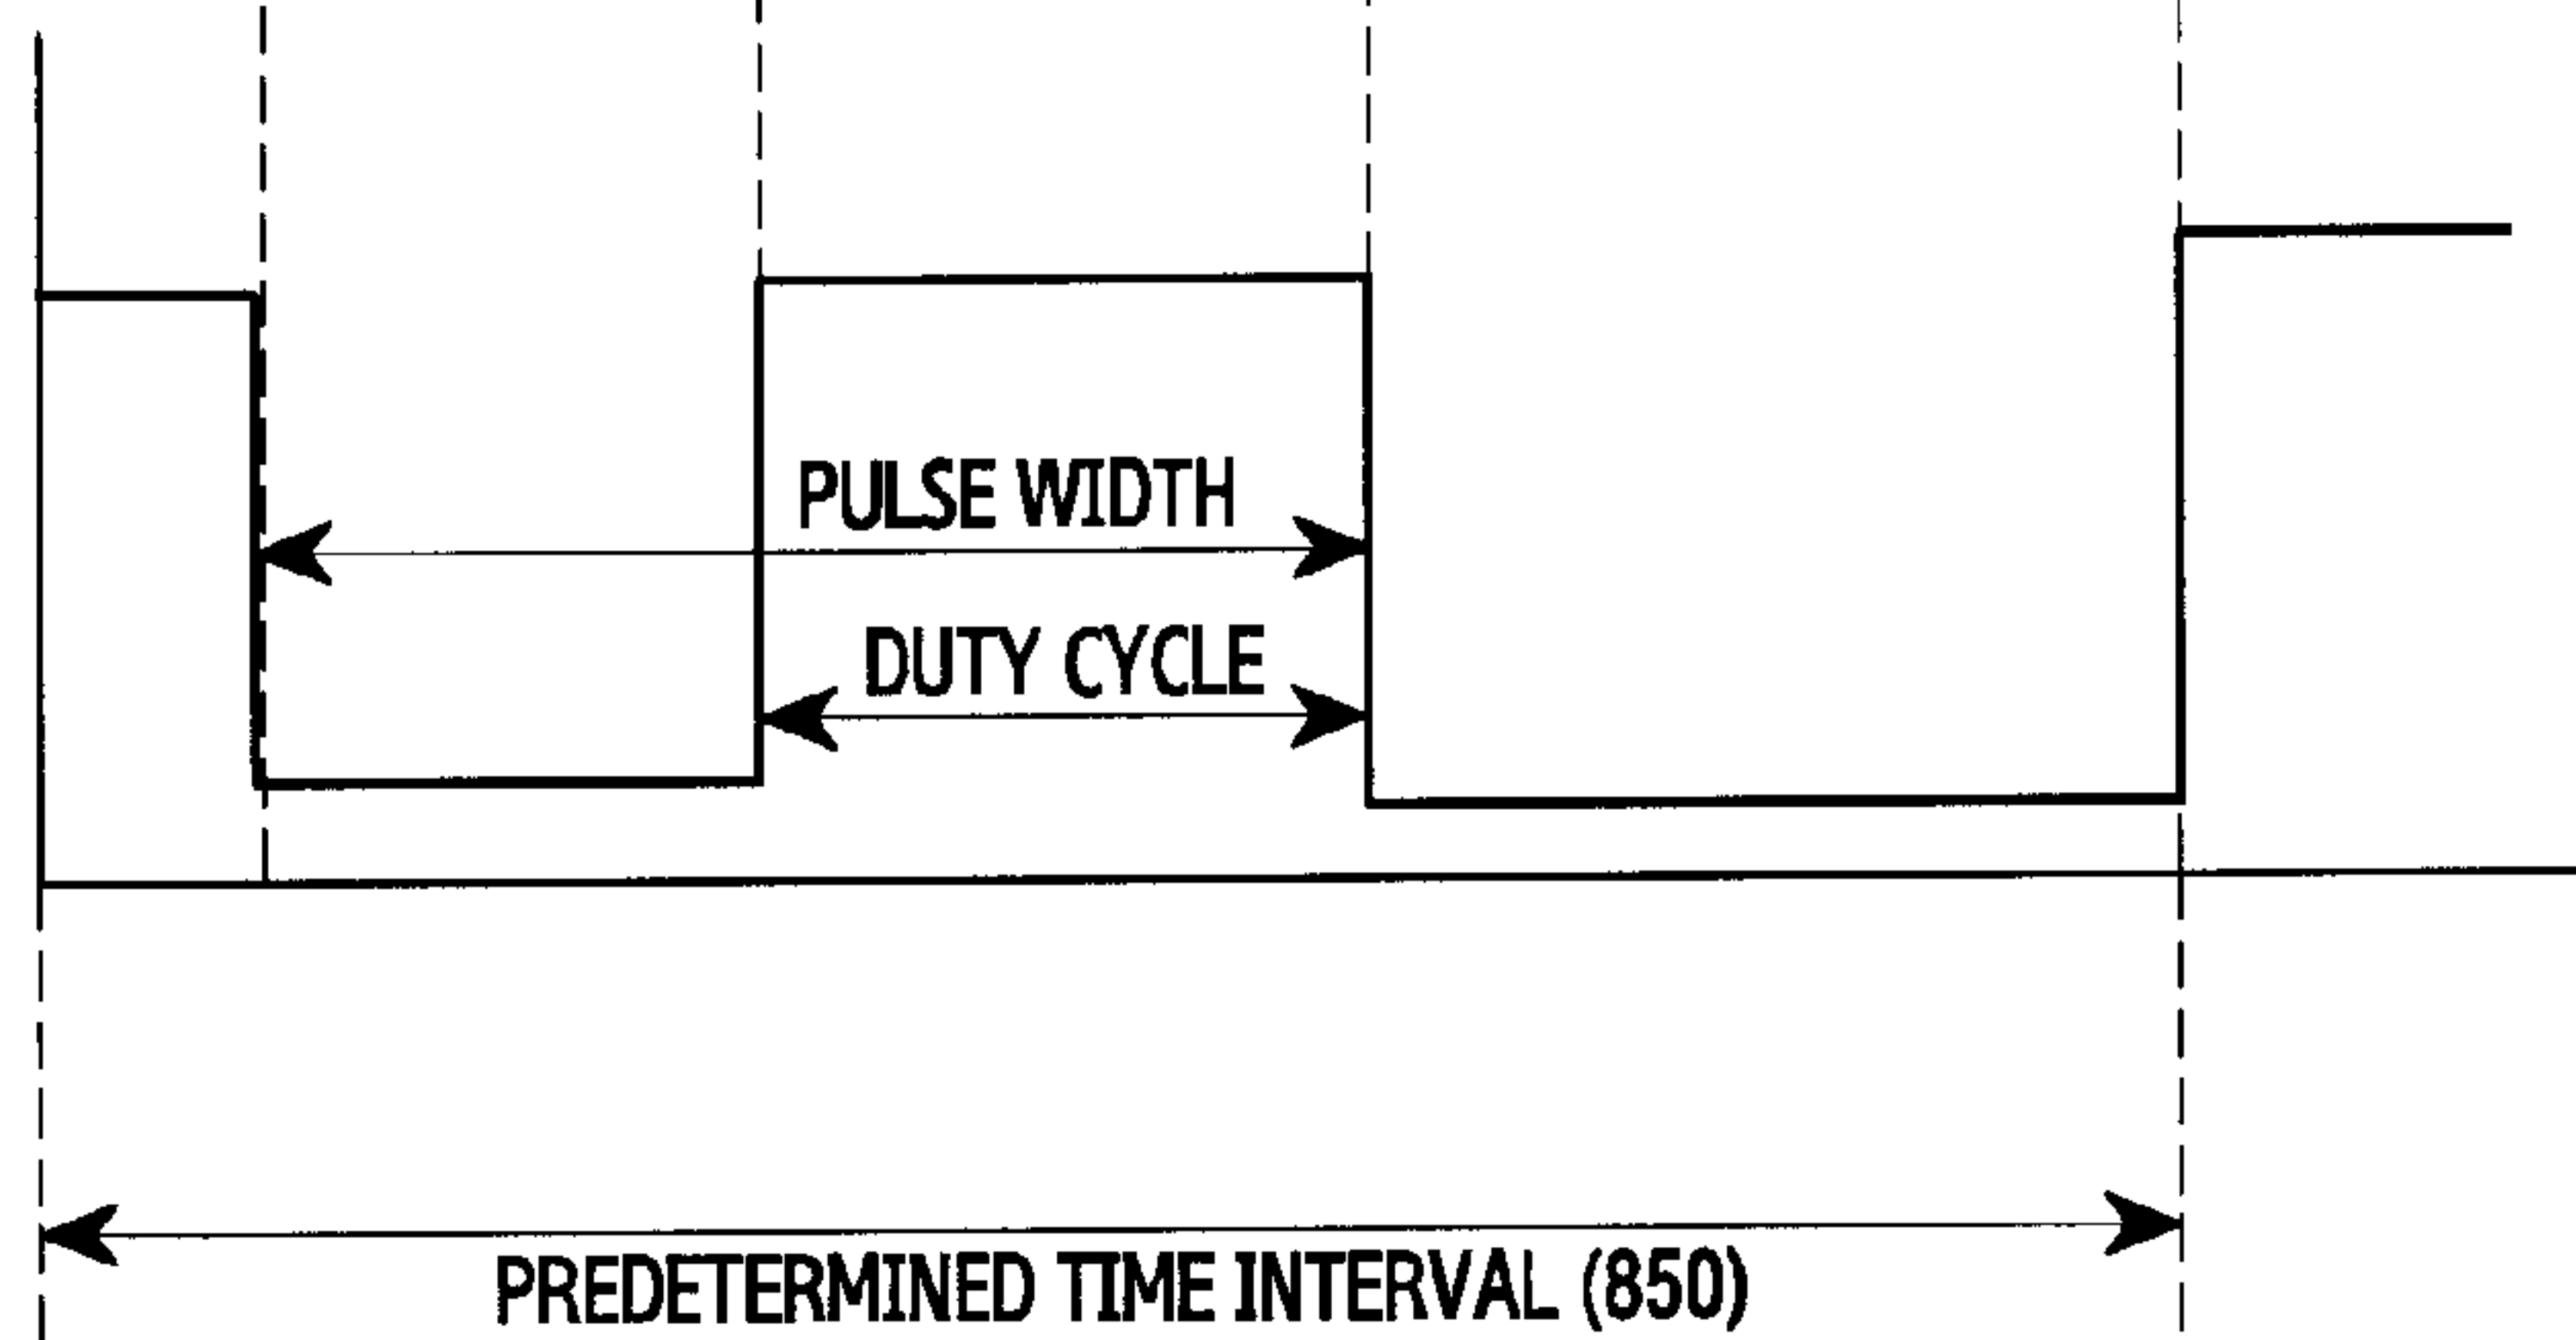 PULSE WIDTH
DUTY CYCLE
PREDETERMINED TIME INTERVAL (850)